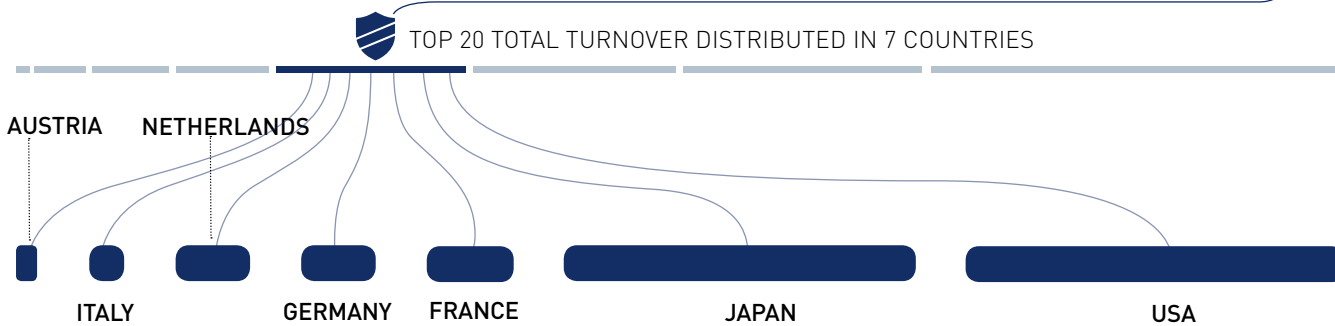 TOP 20 TOTAL TURNOVER DISTRIBUTED IN 7 COUNTRIES
AUSTRIA NETHERLANDS
ITALY GERMANY FRANCE JAPAN USA